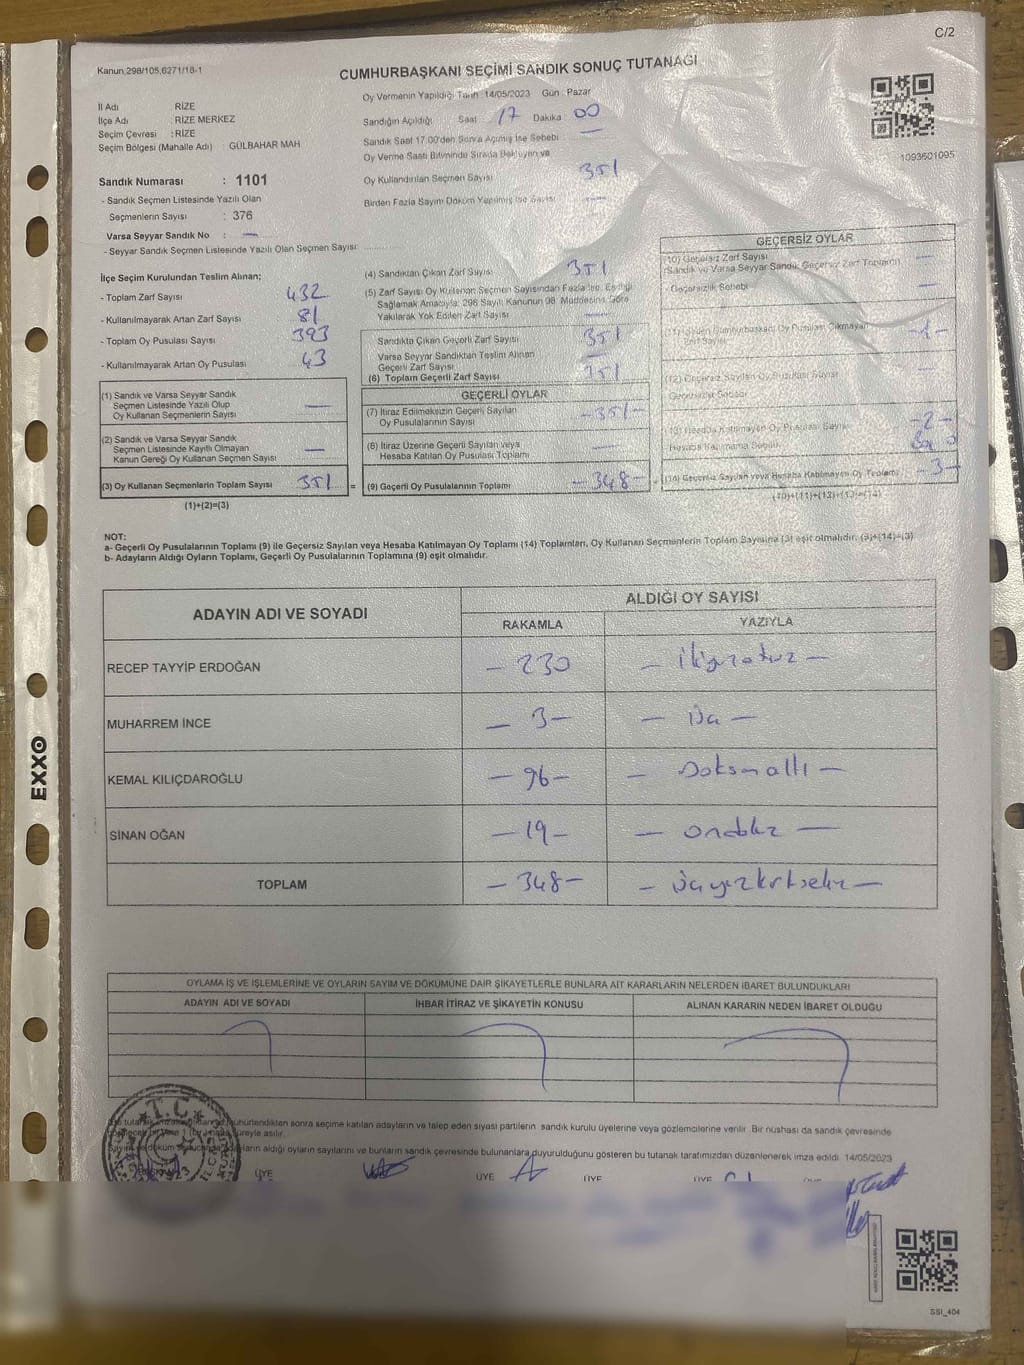 C/2
Kanun,298/105,6271/18-1
CUMHURBAŞKANI SEÇİMİ SANDIK SONUÇ TUTANAĞI
İl Adı : RİZE
İlçe Adı : RİZE MERKEZ
Seçim Çevresi : RİZE
Seçim Bölgesi (Mahalle Adı) GÜLBAHAR MAH
Sandık Numarası : 1101
- Sandık Seçmen Listesinde Yazılı Olan
Seçmenlerin Sayısı : 376
Varsa Seyyar Sandık No : —
- Seyyar Sandık Seçmen Listesinde Yazılı Olan Seçmen Sayısı:
Oy Vermenin Yapıldığı Tarih :14/05/2023 Gün : Pazar
Sandığın Açıldığı Saat 17 Dakika 00
Sandık Saat 17.00'den Sonra Açılmış İse Sebebi —
Oy Verme Saati Bitiminde Sırada Bekleyen ve
Oy Kullandırılan Seçmen Sayısı 351
Birden Fazla Sayım Döküm Yapılmış ise Sayısı —
1093601095
İlçe Seçim Kurulundan Teslim Alınan;
- Toplam Zarf Sayısı 432
- Kullanılmayarak Artan Zarf Sayısı 81
- Toplam Oy Pusulası Sayısı 393
- Kullanılmayarak Artan Oy Pusulası 43
(1) Sandık ve Varsa Seyyar Sandık
Seçmen Listesinde Yazılı Olup
Oy Kullanan Seçmenlerin Sayısı —
(2) Sandık ve Varsa Seyyar Sandık
Seçmen Listesinde Kayıtlı Olmayan
Kanun Gereği Oy Kullanan Seçmen Sayısı —
(3) Oy Kullanan Seçmenlerin Toplam Sayısı 351 =
(1)+(2)=(3)
(4) Sandıktan Çıkan Zarf Sayısı 351
(5) Zarf Sayısı Oy Kullanan Seçmen Sayısından Fazla ise, Eşitliği
Sağlamak Amacıyla; 298 Sayılı Kanunun 98. Maddesine Göre
Yakılarak Yok Edilen Zarf Sayısı —
Sandıkta Çıkan Geçerli Zarf Sayısı 351
Varsa Seyyar Sandıktan Teslim Alınan
Geçerli Zarf Sayısı —
(6) Toplam Geçerli Zarf Sayısı 351
GEÇERLİ OYLAR
(7) İtiraz Edilmeksizin Geçerli Sayılan
Oy Pusulalarının Sayısı -351-
(8) İtiraz Üzerine Geçerli Sayılan veya
Hesaba Katılan Oy Pusulası Toplamı —
(9) Geçerli Oy Pusulalarının Toplamı -348-
GEÇERSİZ OYLAR
(10) Geçersiz Zarf Sayısı
(Sandık ve Varsa Seyyar Sandık Geçersiz Zarf Toplamı) —
- Geçersizlik Sebebi —
Oy Pusulası Çıkmayan
Zarf Sayısı -1-
(12) Geçersiz Sayılan Oy Pusulası Sayısı —
(13) Hesaba Katılmayan Oy Pusulası Sayısı -2-
Hesaba Katılmama Sebebi
(14) Geçersiz Sayılan veya Hesaba Katılmayan Oy Toplamı -3-
(10)+(11)+(12)+(13)=(14)
NOT:
a- Geçerli Oy Pusulalarının Toplamı (9) ile Geçersiz Sayılan veya Hesaba Katılmayan Oy Toplamı (14) Toplamları, Oy Kullanan Seçmenlerin Toplam Sayısına (3) eşit olmalıdır. (9)+(14)=(3)
b- Adayların Aldığı Oyların Toplamı, Geçerli Oy Pusulalarının Toplamına (9) eşit olmalıdır.
ADAYIN ADI VE SOYADI ALDIĞI OY SAYISI
RAKAMLA YAZIYLA
RECEP TAYYİP ERDOĞAN — 230 — ikiyüzotuz —
MUHARREM İNCE — 3 — — üç —
KEMAL KILIÇDAROĞLU — 96 — — Doksanaltı —
SİNAN OĞAN — 19 — — ondokuz —
TOPLAM — 348 — — üçyüzkırksekiz —
OYLAMA İŞ VE İŞLEMLERİNE VE OYLARIN SAYIM VE DÖKÜMÜNE DAİR ŞİKAYETLERLE BUNLARA AİT KARARLARIN NELERDEN İBARET BULUNDUKLARI
ADAYIN ADI VE SOYADI İHBAR İTİRAZ VE ŞİKAYETİN KONUSU ALINAN KARARIN NEDEN İBARET OLDUĞU
T.C.
mühürlendikten sonra seçime katılan adayların ve talep eden siyasi partilerin sandık kurulu üyelerine veya gözlemcilerine verilir. Bir nüshası da sandık çevresinde
süreyle asılır.
aldığı oyların sayılarını ve bunların sandık çevresinde bulunanlara duyurulduğunu gösteren bu tutanak tarafımızdan düzenlenerek imza edildi. 14/05/2023
ÜYE ÜYE ÜYE ÜYE
EXXO
SSI_404